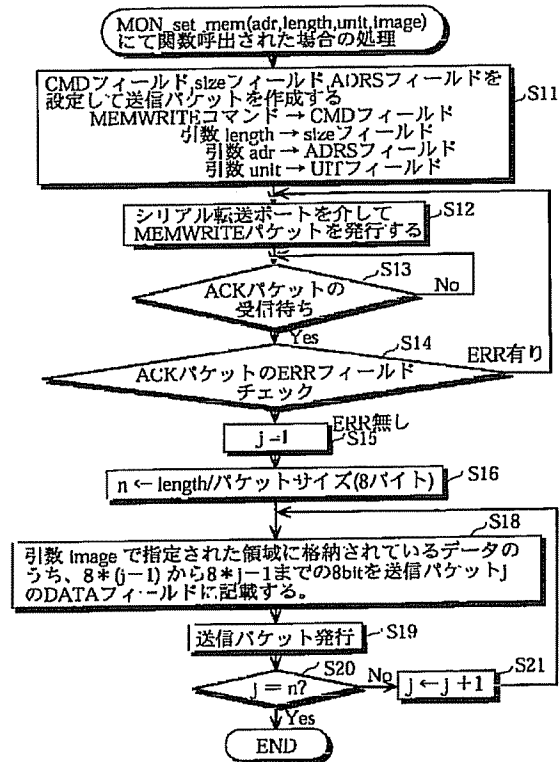 MON_set_mem(adr,length,unit,image)
にて関数呼出された場合の処理
CMDフィールド,sizeフィールド,ADRSフィールドを
設定して送信パケットを作成する
MEMWRITEコマンド → CMDフィールド
引数 length → sizeフィールド
引数 adr → ADRSフィールド
引数 unit → UITフィールド
S11
シリアル転送ポートを介して
MEMWRITEパケットを発行する
S12
ACKパケットの
受信待ち
S13
No
Yes
ACKパケットのERRフィールド
チェック
S14
ERR有り
ERR無し
j=1
S15
n ← length/パケットサイズ(8バイト)
S16
S18
引数 image で指定された領域に格納されているデータの
うち、8*(j−1) から8*j−1までの8bitを送信パケットj
のDATAフィールドに記載する。
送信パケット発行
S19
S20
j = n?
No
j ← j + 1
S21
Yes
END